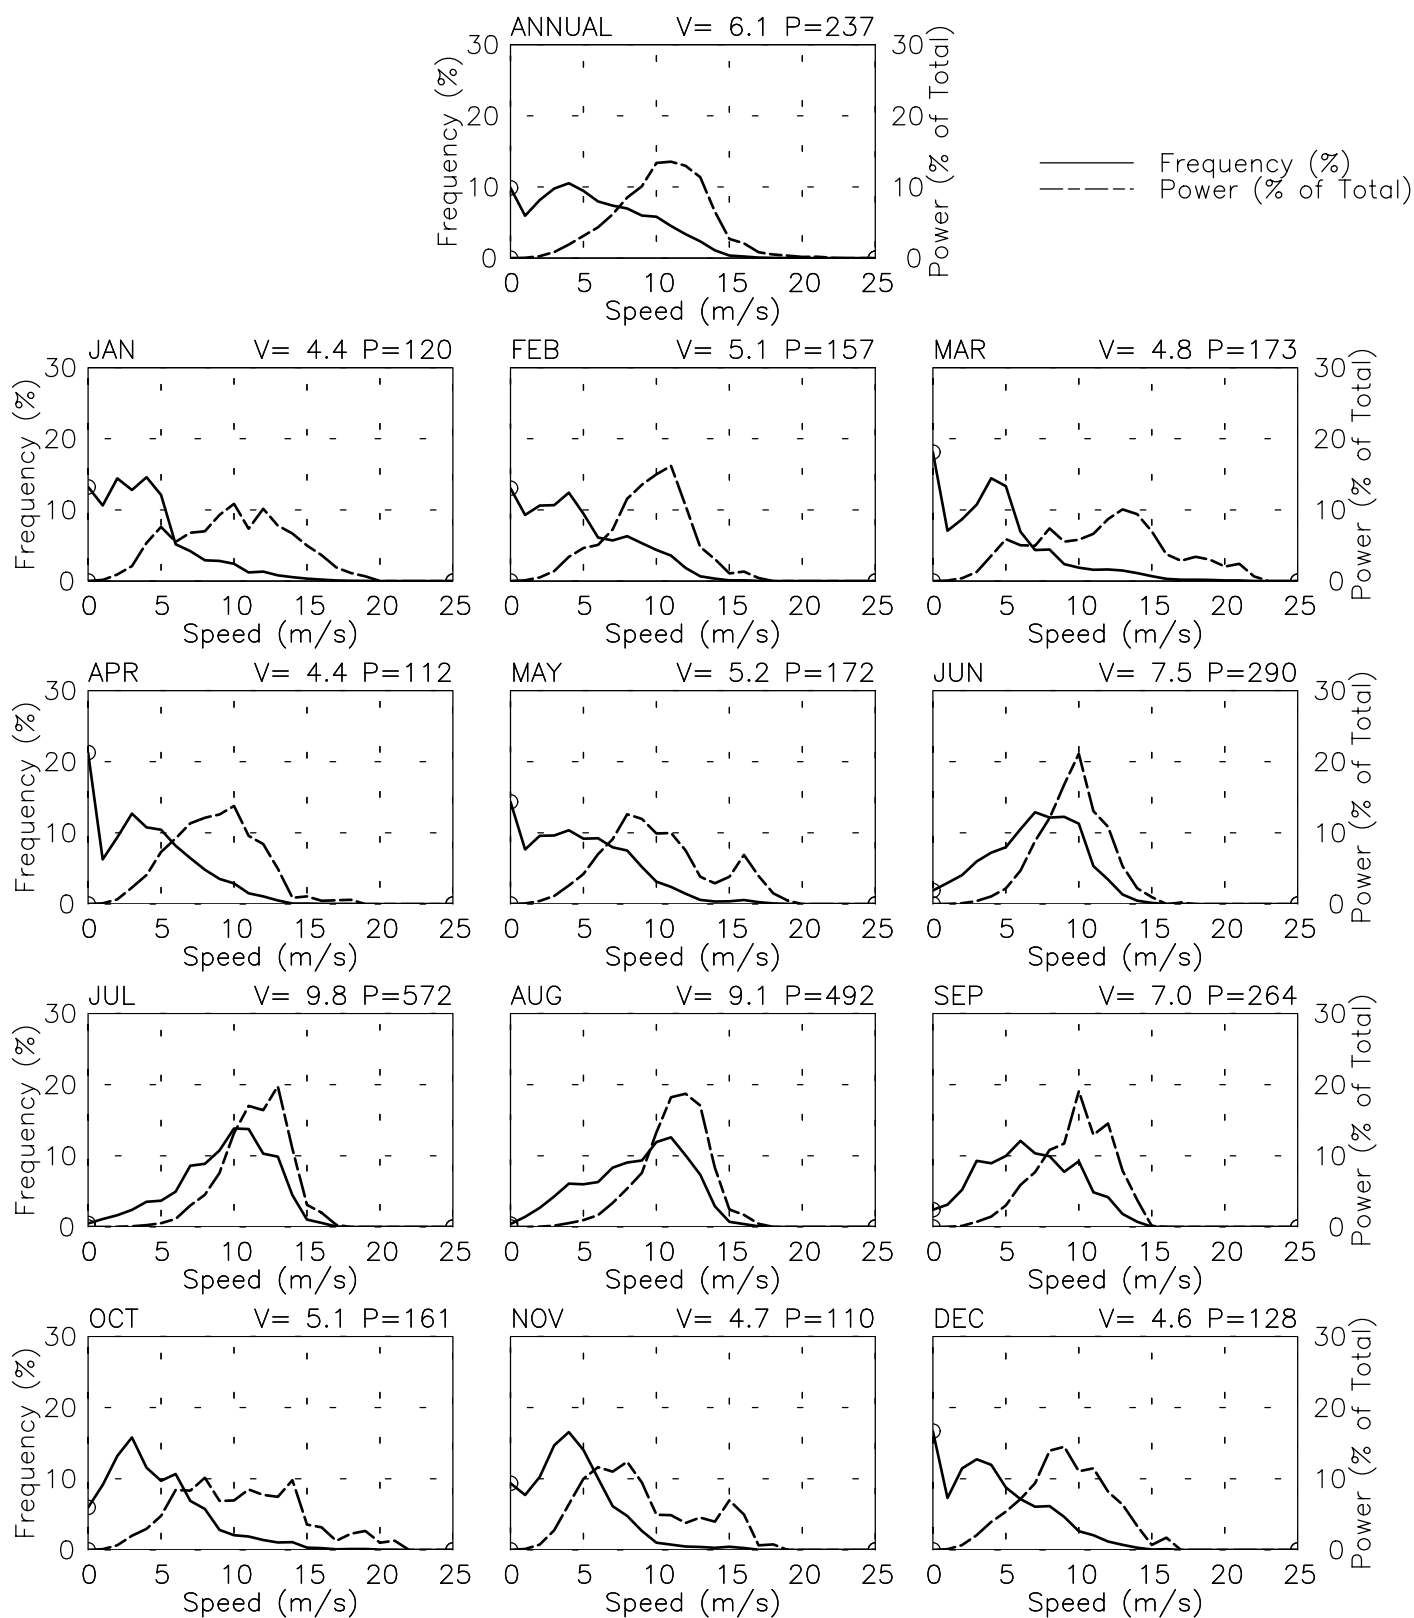 ANNUAL V= 6.1 P=237
30 30
20 20
10 10
0 0
Frequency (%)
Power (% of Total)
0 5 10 15 20 25
Speed (m/s)
Frequency (%)
Power (% of Total)
JAN V= 4.4 P=120 FEB V= 5.1 P=157 MAR V= 4.8 P=173
30 30
20 20
10 10
0 0
Frequency (%)
Power (% of Total)
0 5 10 15 20 25 0 5 10 15 20 25 0 5 10 15 20 25
Speed (m/s) Speed (m/s) Speed (m/s)
APR V= 4.4 P=112 MAY V= 5.2 P=172 JUN V= 7.5 P=290
30 30
20 20
10 10
0 0
Frequency (%)
Power (% of Total)
0 5 10 15 20 25 0 5 10 15 20 25 0 5 10 15 20 25
Speed (m/s) Speed (m/s) Speed (m/s)
JUL V= 9.8 P=572 AUG V= 9.1 P=492 SEP V= 7.0 P=264
30 30
20 20
10 10
0 0
Frequency (%)
Power (% of Total)
0 5 10 15 20 25 0 5 10 15 20 25 0 5 10 15 20 25
Speed (m/s) Speed (m/s) Speed (m/s)
OCT V= 5.1 P=161 NOV V= 4.7 P=110 DEC V= 4.6 P=128
30 30
20 20
10 10
0 0
Frequency (%)
Power (% of Total)
0 5 10 15 20 25 0 5 10 15 20 25 0 5 10 15 20 25
Speed (m/s) Speed (m/s) Speed (m/s)